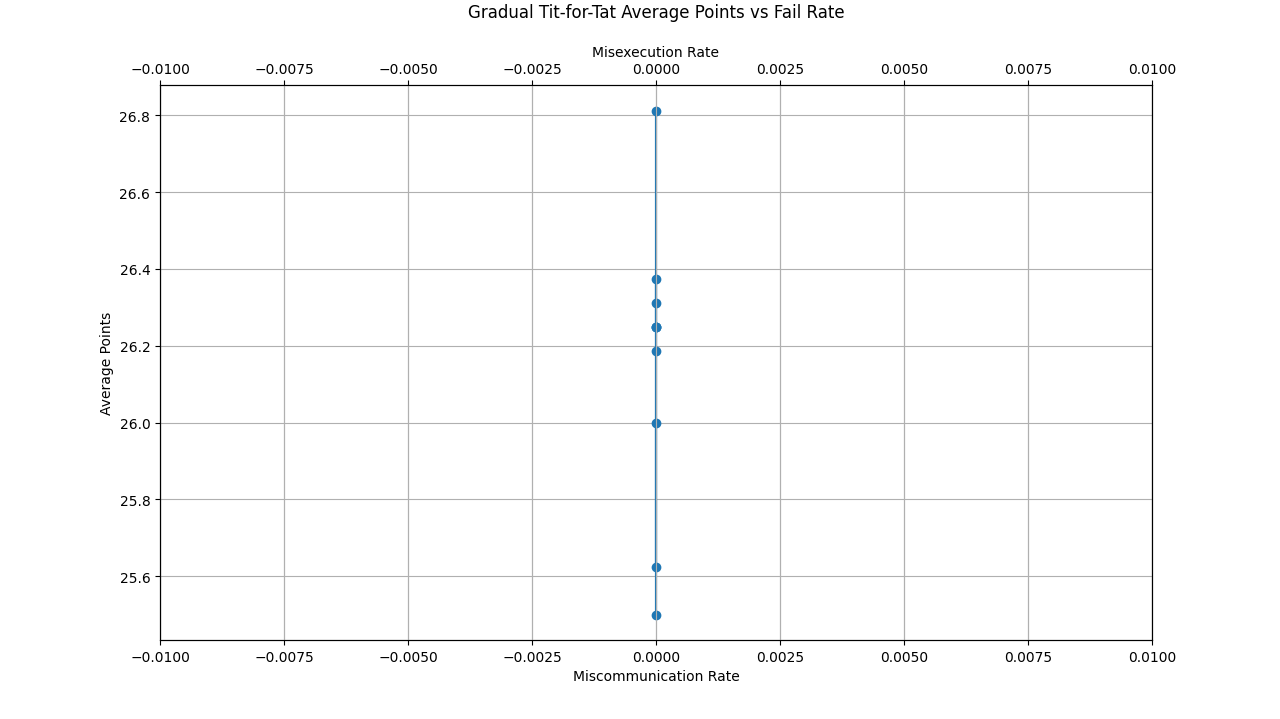 Gradual Tit-for-Tat Average Points vs Fail Rate
Misexecution Rate
−0.0100 −0.0075 −0.0050 −0.0025 0.0000 0.0025 0.0050 0.0075 0.0100
26.8
26.6
26.4
26.2
26.0
25.8
25.6
Average Points
−0.0100 −0.0075 −0.0050 −0.0025 0.0000 0.0025 0.0050 0.0075 0.0100
Miscommunication Rate